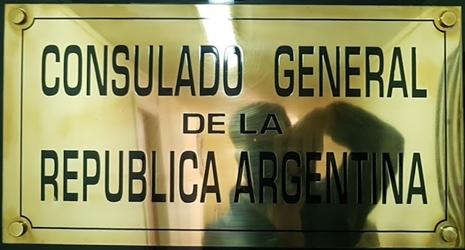 CONSULADO GENERAL
DE LA
REPUBLICA ARGENTINA